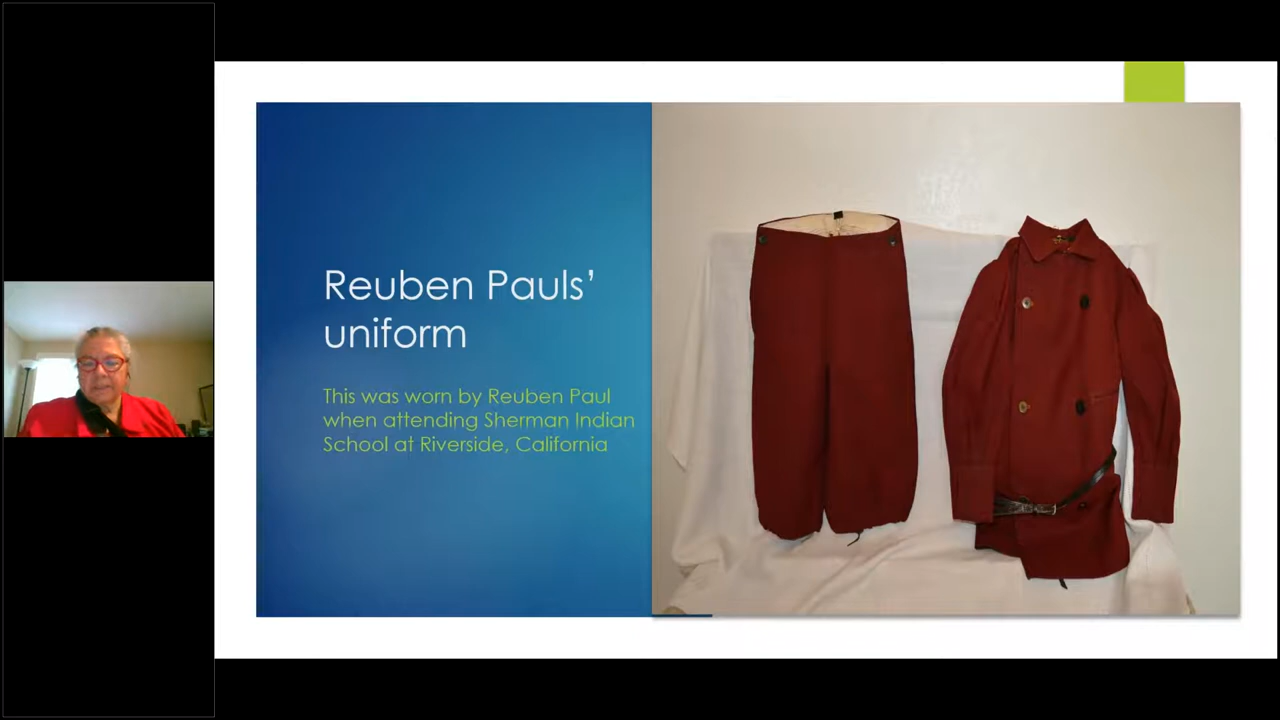 Reuben Pauls’
uniform
This was worn by Reuben Paul
when attending Sherman Indian
School at Riverside, California